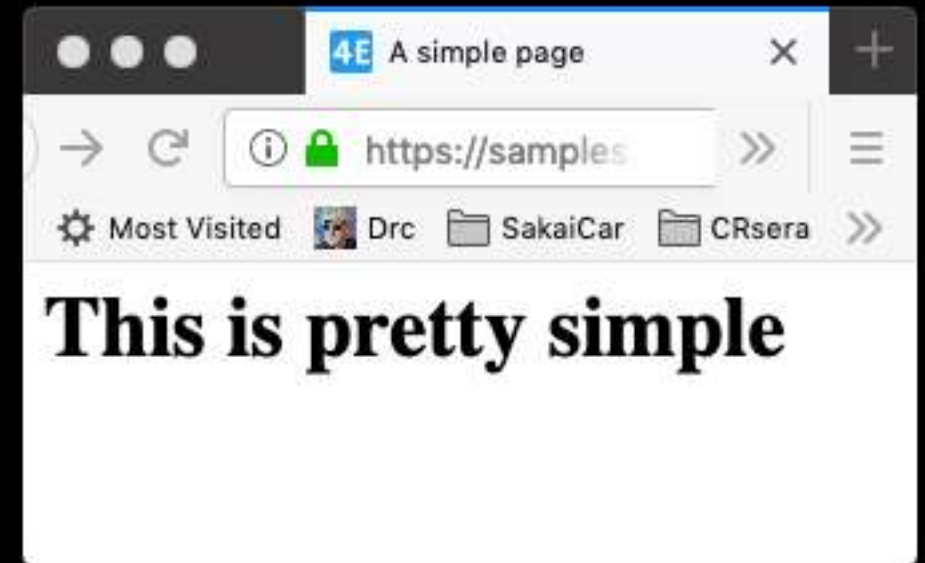 4E A simple page
https://samples
Most Visited Drc SakaiCar CRsera
This is pretty simple